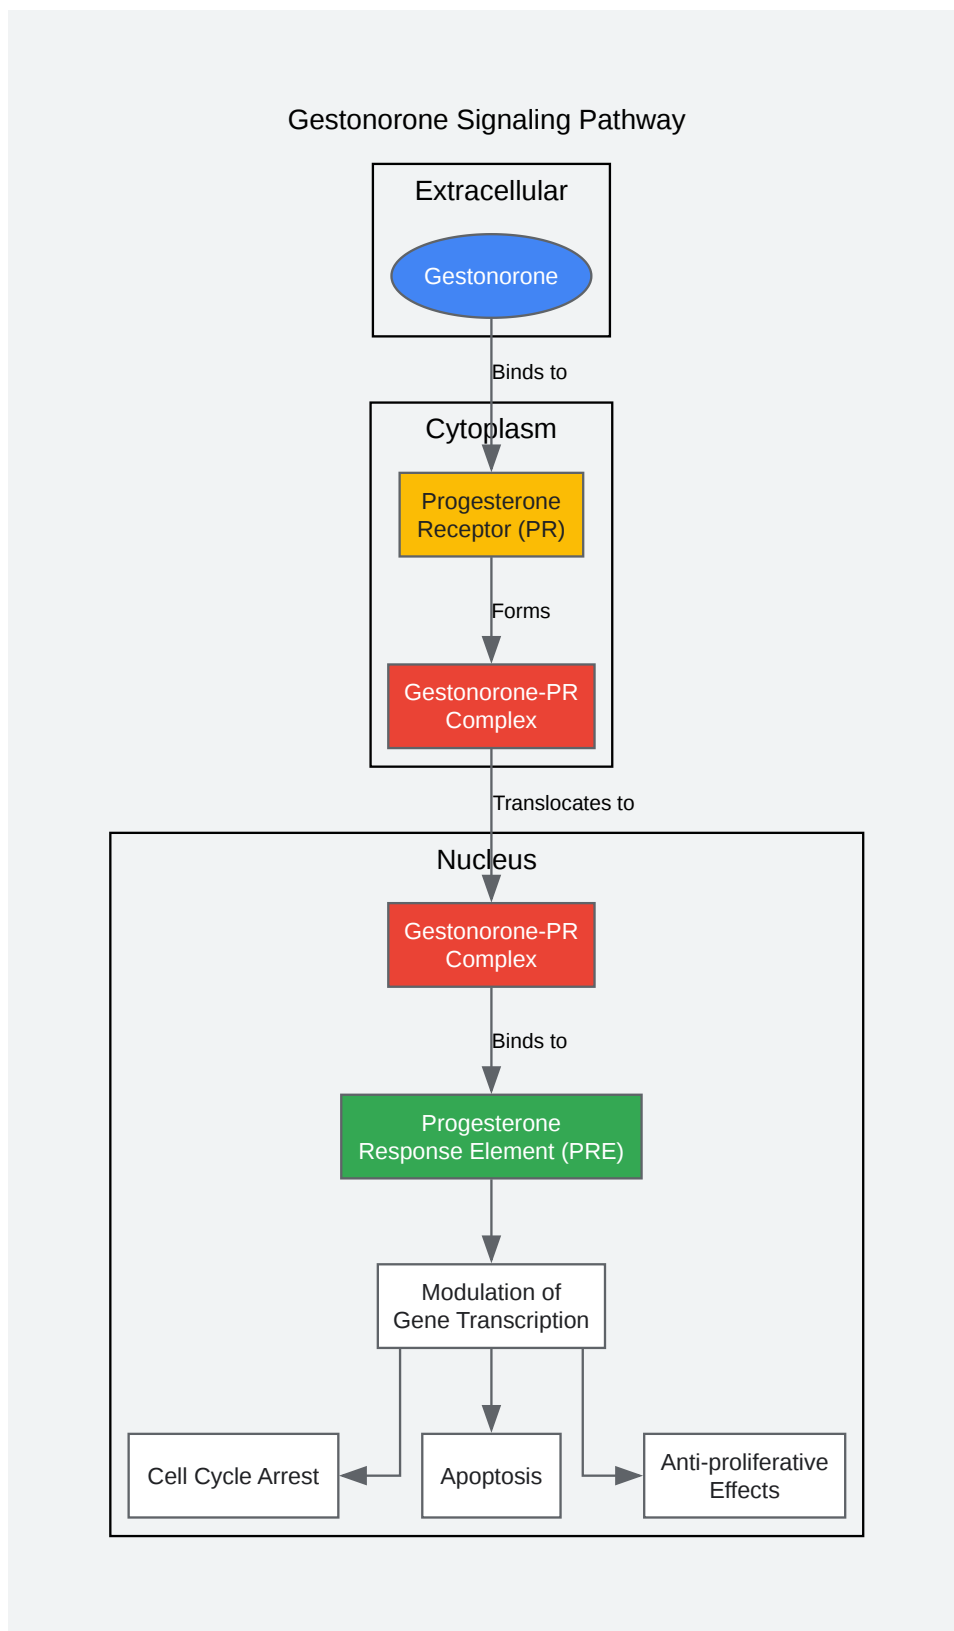 Gestonorone Signaling Pathway
Extracellular
Gestonorone
Binds to
Cytoplasm
Progesterone
Receptor (PR)
Forms
Gestonorone-PR
Complex
Translocates to
Nucleus
Gestonorone-PR
Complex
Binds to
Progesterone
Response Element (PRE)
Modulation of
Gene Transcription
Cell Cycle Arrest
Apoptosis
Anti-proliferative
Effects